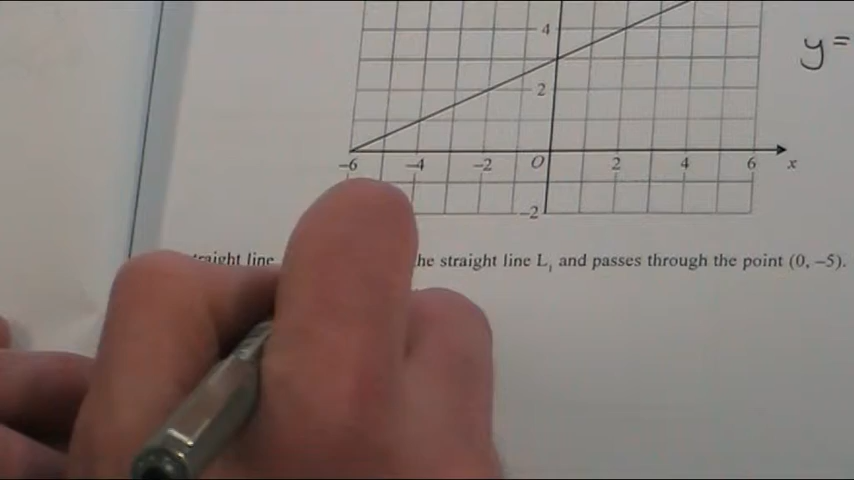 4
y =
2
–6 –4 –2 O 2 4 6 x
–2
straight line he straight line L₁ and passes through the point (0, –5).